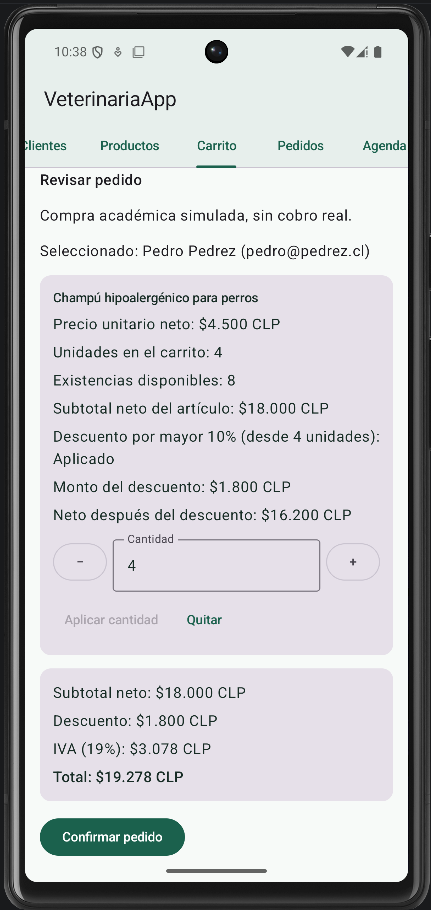 10:38
VeterinariaApp
Clientes Productos Carrito Pedidos Agenda
Revisar pedido
Compra académica simulada, sin cobro real.
Seleccionado: Pedro Pedrez (pedro@pedrez.cl)
Champú hipoalergénico para perros
Precio unitario neto: $4.500 CLP
Unidades en el carrito: 4
Existencias disponibles: 8
Subtotal neto del artículo: $18.000 CLP
Descuento por mayor 10% (desde 4 unidades):
Aplicado
Monto del descuento: $1.800 CLP
Neto después del descuento: $16.200 CLP
Cantidad
- 4 +
Aplicar cantidad Quitar
Subtotal neto: $18.000 CLP
Descuento: $1.800 CLP
IVA (19%): $3.078 CLP
Total: $19.278 CLP
Confirmar pedido